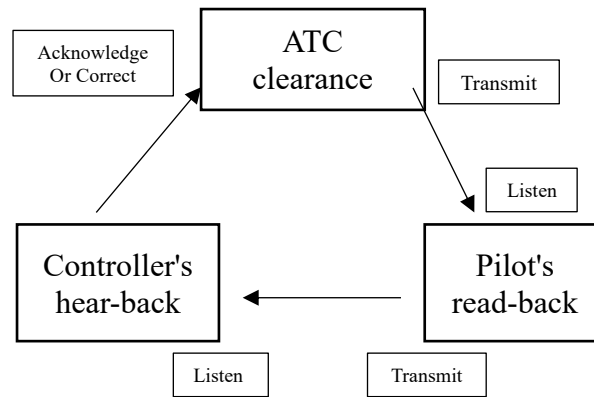 Acknowledge
Or Correct
ATC
clearance
Transmit
Listen
Controller's
hear-back
Pilot's
read-back
Listen
Transmit